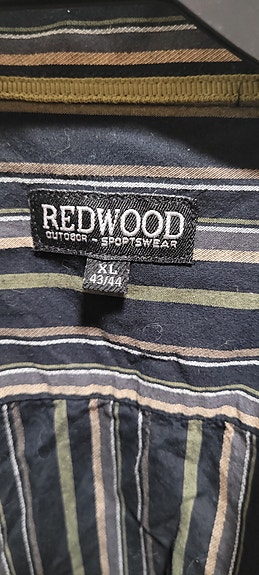 REDWOOD
OUTDOOR ~ SPORTSWEAR
XL
43/44